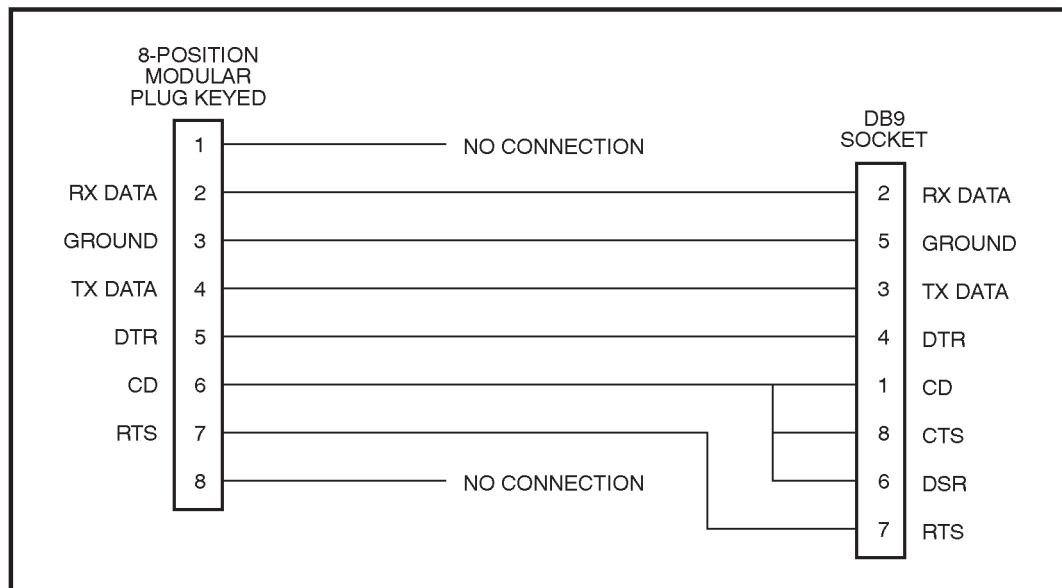 8-POSITION
MODULAR
PLUG KEYED
DB9
SOCKET
1 NO CONNECTION
RX DATA 2 2 RX DATA
GROUND 3 5 GROUND
TX DATA 4 3 TX DATA
DTR 5 4 DTR
CD 6 1 CD
RTS 7 8 CTS
8 NO CONNECTION 6 DSR
7 RTS